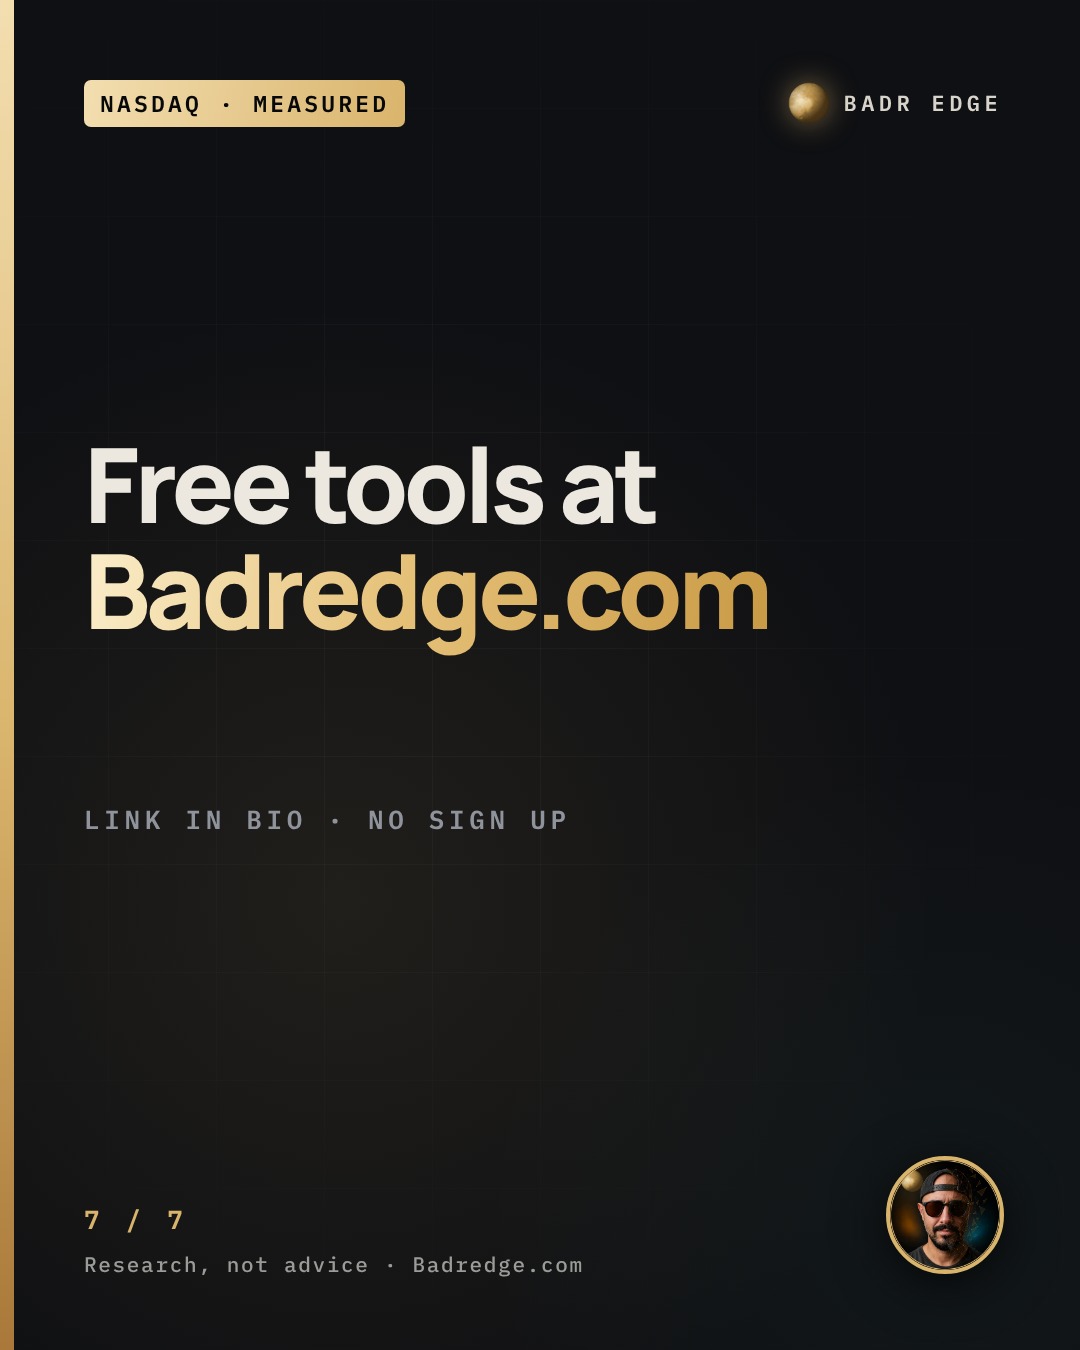 NASDAQ · MEASURED
BADR EDGE
Free tools at
Badredge.com
LINK IN BIO · NO SIGN UP
7 / 7
Research, not advice · Badredge.com